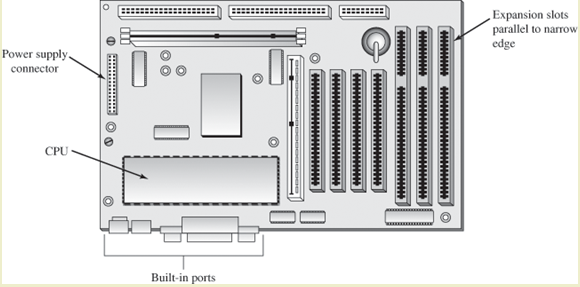 Expansion slots
parallel to narrow
edge
Power supply
connector
CPU
Built-in ports